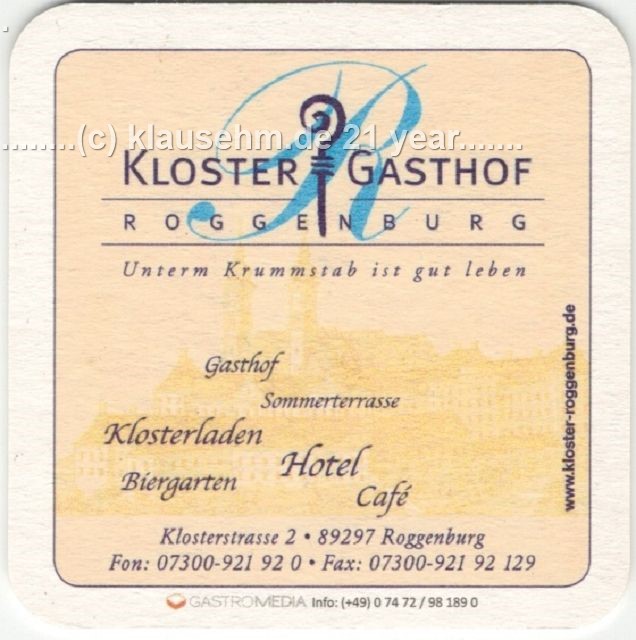 .........(c) klausehm.de 21 year.......
R
KLOSTER GASTHOF
ROGGENBURG
Unterm Krummstab ist gut leben
Gasthof
Sommerterrasse
Klosterladen
Hotel
Biergarten
Café
www.kloster-roggenburg.de
Klosterstrasse 2 • 89297 Roggenburg
Fon: 07300-921 92 0 • Fax: 07300-921 92 129
GASTROMEDIA Info: (+49) 0 74 72 / 98 189 0